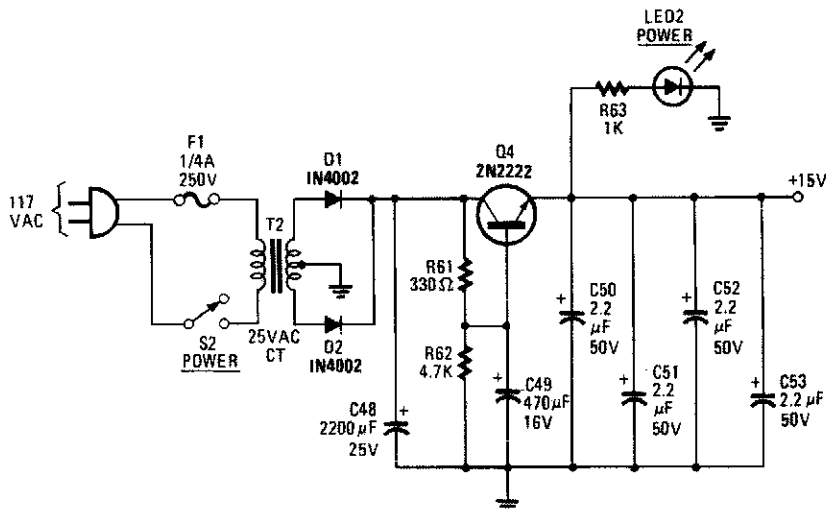 LED2
POWER
R63
1K
F1
1/4A
250V
D1
IN4002
Q4
2N2222
117
VAC
+15V
T2
R61
330Ω
C50
2.2
µF
50V
C52
2.2
µF
50V
S2
POWER
25VAC
CT
D2
IN4002
R62
4.7K
C49
470µF
16V
C51
2.2
µF
50V
C53
2.2µF
50V
C48
2200µF
25V
+
+
+
+
+
+